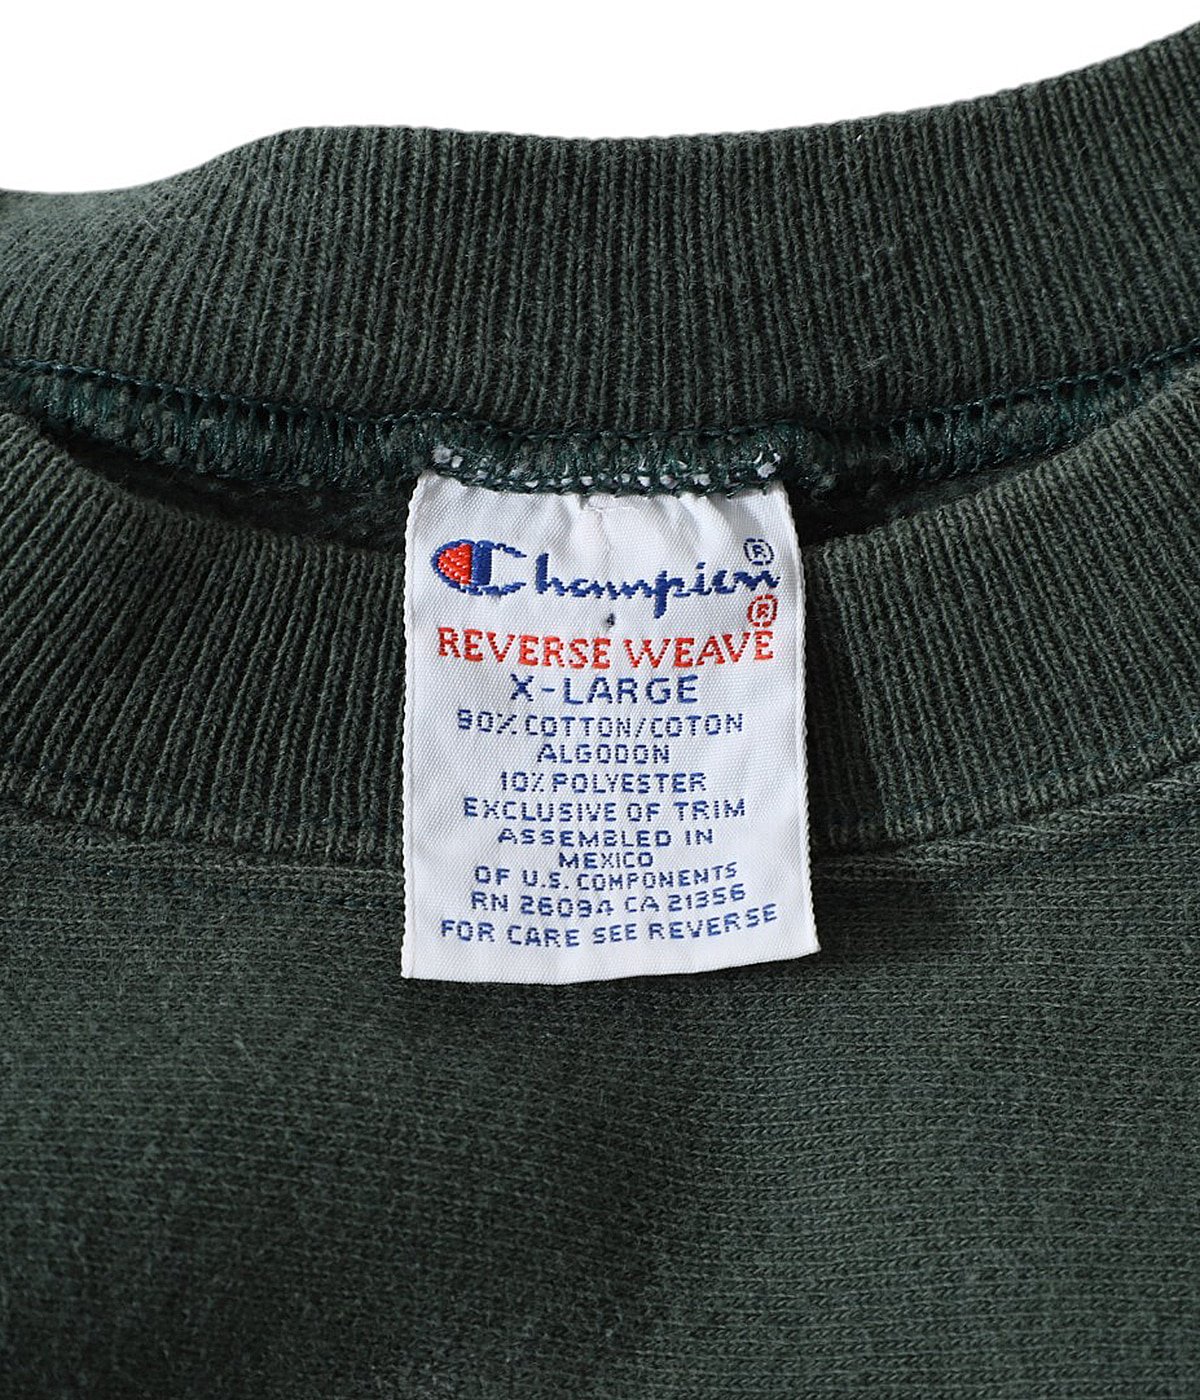 Champion®
REVERSE WEAVE®
X-LARGE
90% COTTON/COTON
ALGODON
10% POLYESTER
EXCLUSIVE OF TRIM
ASSEMBLED IN
MEXICO
OF U.S. COMPONENTS
RN 26094 CA 21356
FOR CARE SEE REVERSE